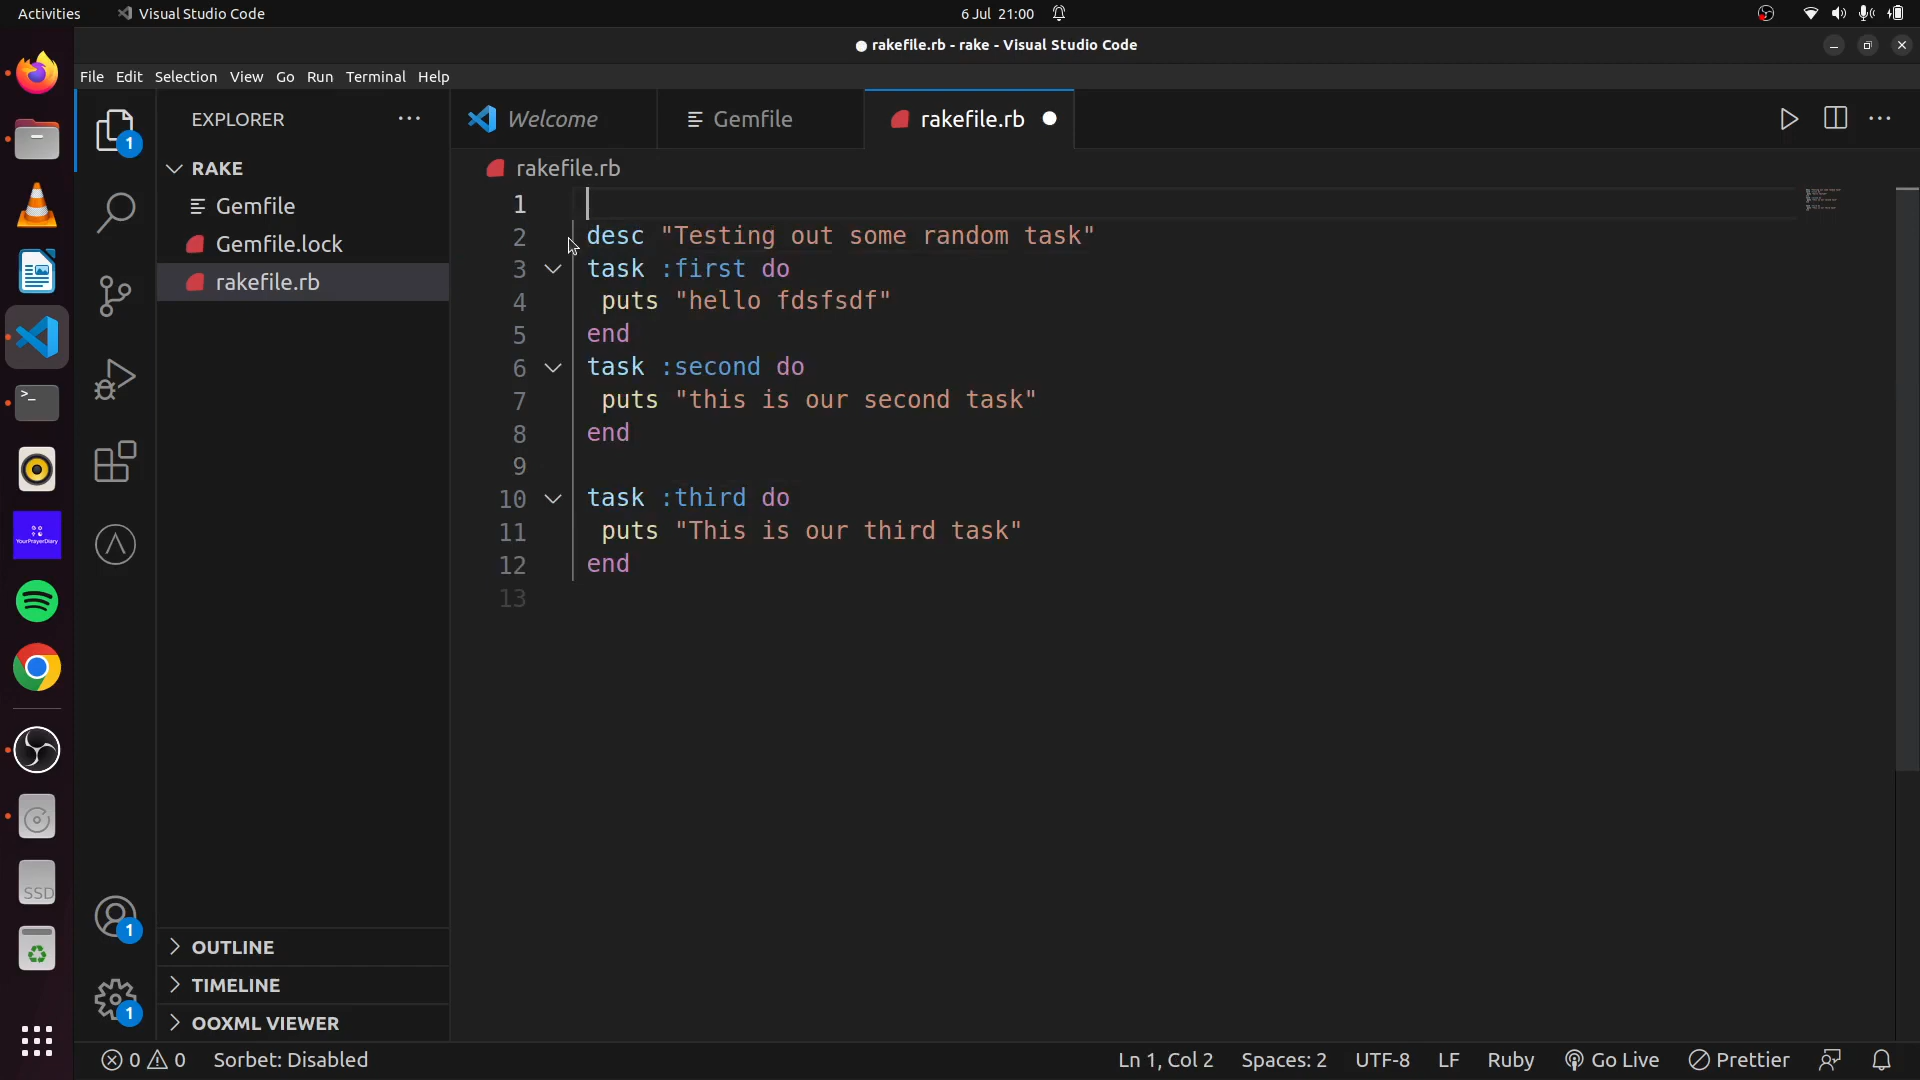 Activities Visual Studio Code 6 Jul 21:00
rakefile.rb - rake - Visual Studio Code
File Edit Selection View Go Run Terminal Help
EXPLORER ···
Welcome Gemfile rakefile.rb
RAKE
Gemfile
Gemfile.lock
rakefile.rb
rakefile.rb
1
2 desc "Testing out some random task"
3 task :first do
4 puts "hello fdsfsdf"
5 end
6 task :second do
7 puts "this is our second task"
8 end
9
10 task :third do
11 puts "This is our third task"
12 end
13
1
1
1
YourPrayerDiary
SSD
>_
OUTLINE
TIMELINE
OOXML VIEWER
0 0 Sorbet: Disabled Ln 1, Col 2 Spaces: 2 UTF-8 LF Ruby Go Live Prettier